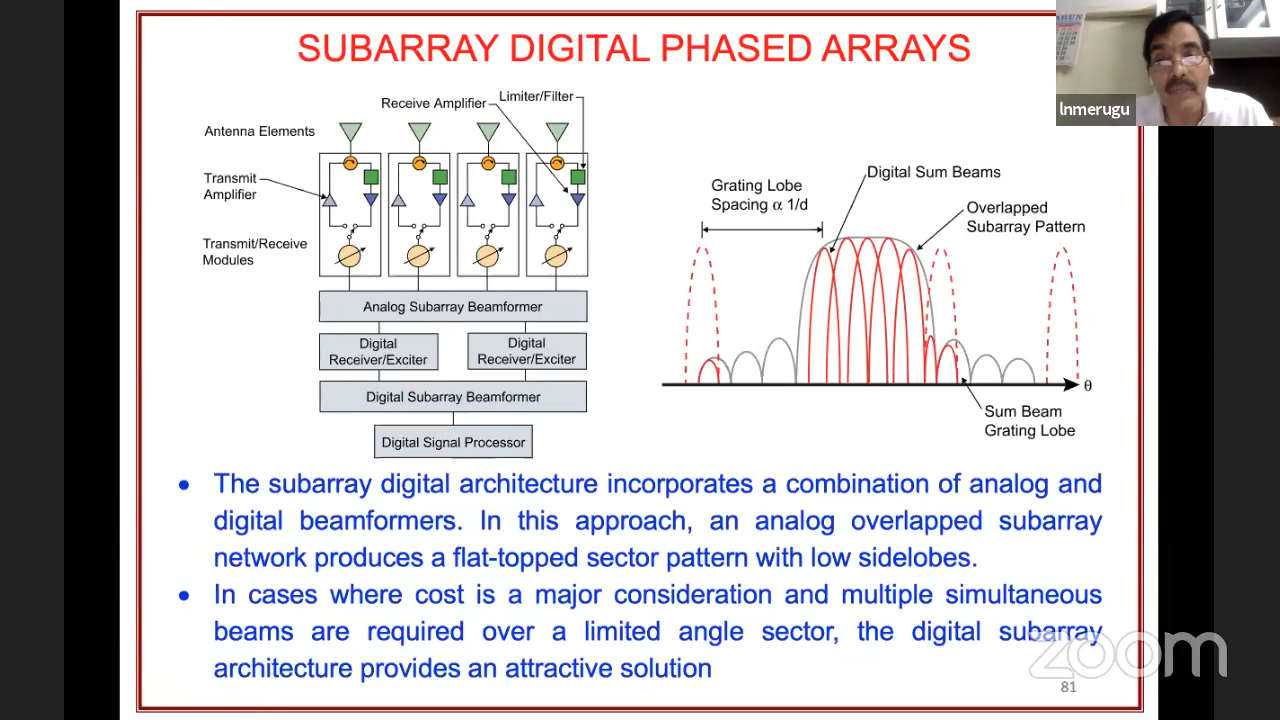 SUBARRAY DIGITAL PHASED ARRAYS
lnmerugu
Limiter/Filter
Receive Amplifier
Antenna Elements
Transmit
Amplifier
Transmit/Receive
Modules
Analog Subarray Beamformer
Digital
Receiver/Exciter
Digital
Receiver/Exciter
Digital Subarray Beamformer
Digital Signal Processor
Digital Sum Beams
Grating Lobe
Spacing α 1/d
Overlapped
Subarray Pattern
θ
Sum Beam
Grating Lobe
• The subarray digital architecture incorporates a combination of analog and
digital beamformers. In this approach, an analog overlapped subarray
network produces a flat-topped sector pattern with low sidelobes.
• In cases where cost is a major consideration and multiple simultaneous
beams are required over a limited angle sector, the digital subarray
architecture provides an attractive solution
zoom
81